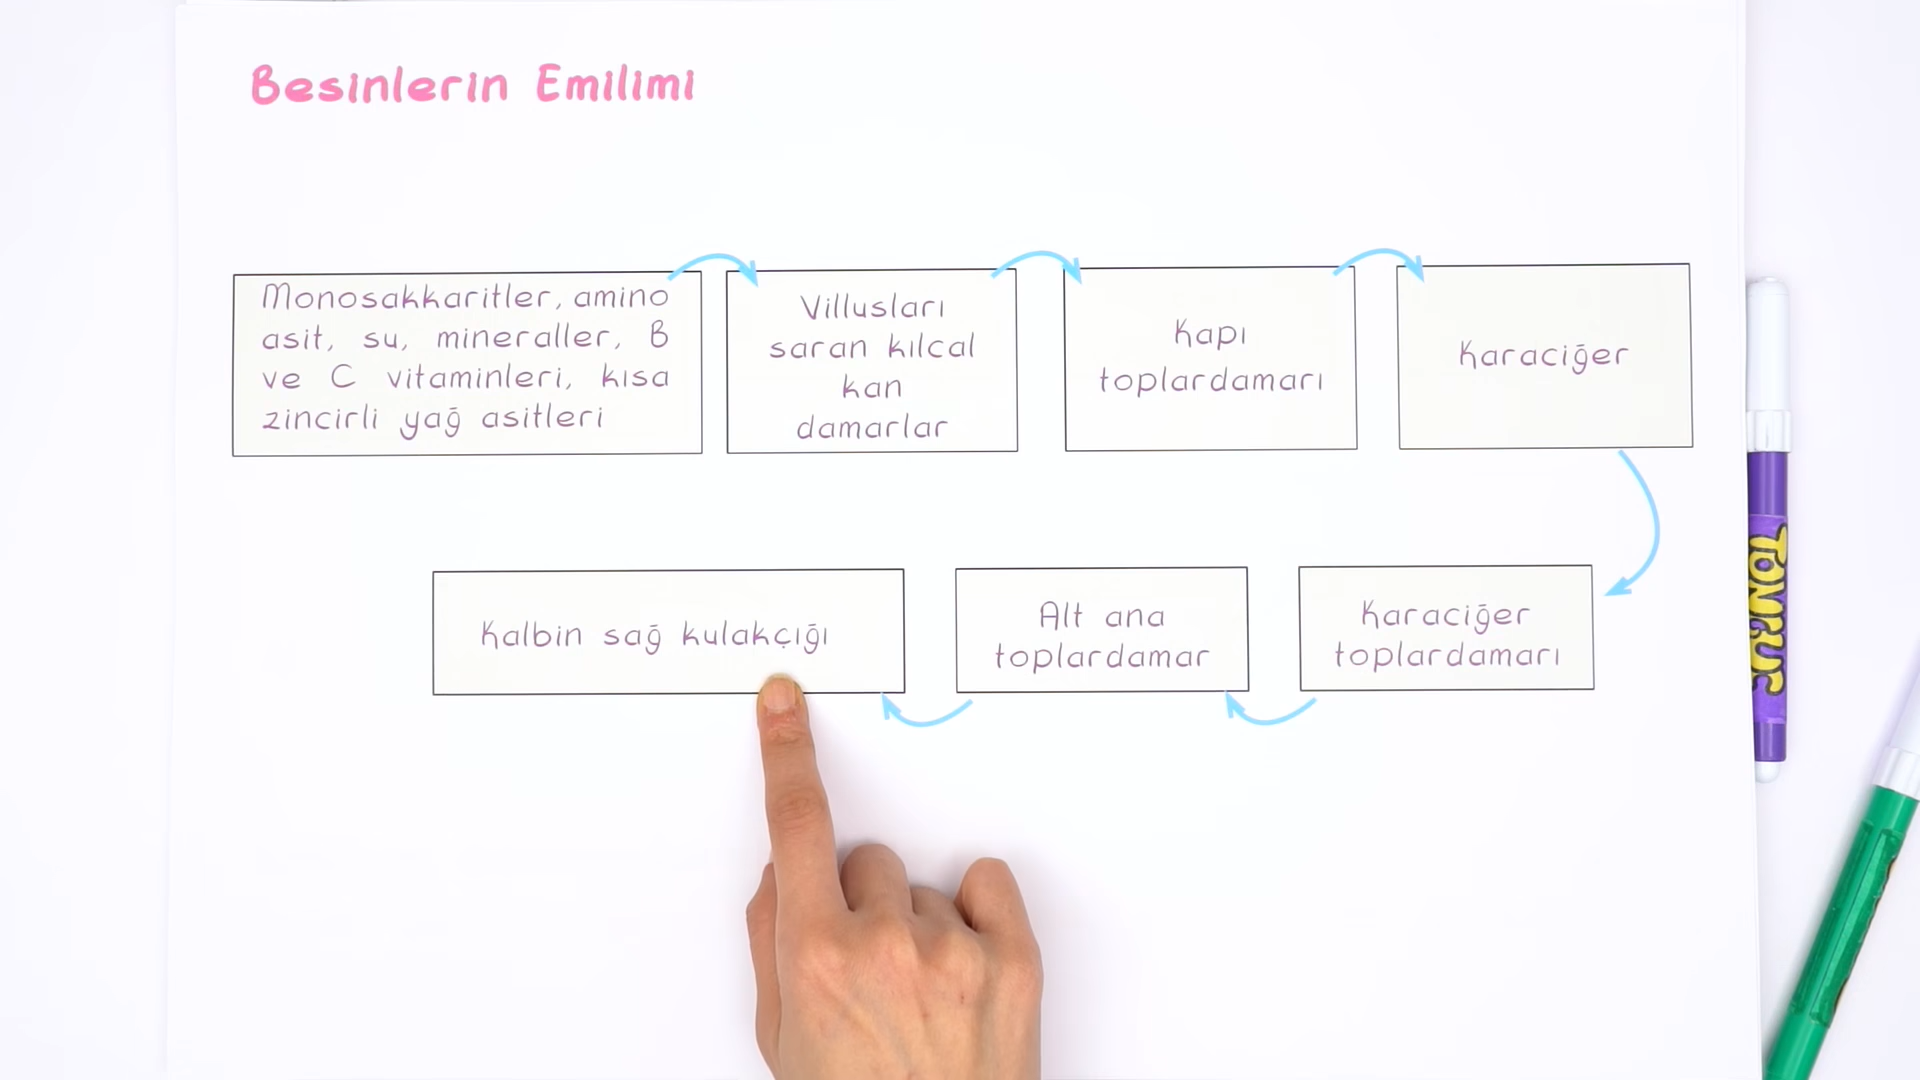 Besinlerin Emilimi
Monosakkaritler, amino
asit, su, mineraller, B
ve C vitaminleri, kısa
zincirli yağ asitleri
Villusları
saran kılcal
kan
damarlar
Kapı
toplardamarı
Karaciğer
Karaciğer
toplardamarı
Alt ana
toplardamar
Kalbin sağ kulakçığı
TONGUÇ